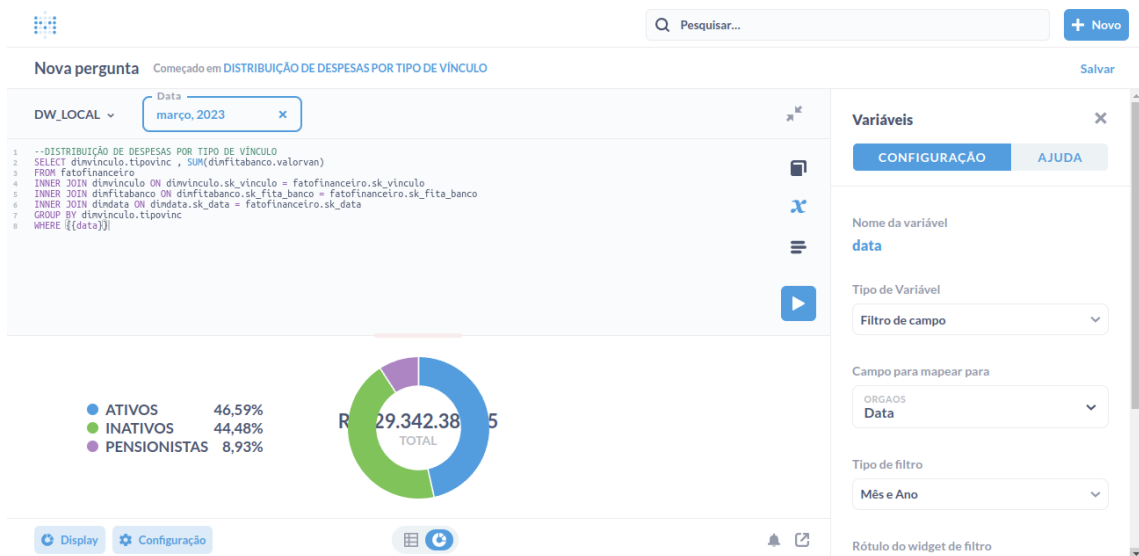 Pesquisar...
+ Novo
Nova pergunta Começado em DISTRIBUIÇÃO DE DESPESAS POR TIPO DE VÍNCULO
Salvar
DW_LOCAL
Data
março, 2023
1 --DISTRIBUIÇÃO DE DESPESAS POR TIPO DE VÍNCULO
2 SELECT dimvinculo.tipovinc , SUM(dimfitabanco.valorvan)
3 FROM fatofinanceiro
4 INNER JOIN dimvinculo ON dimvinculo.sk_vinculo = fatofinanceiro.sk_vinculo
5 INNER JOIN dimfitabanco ON dimfitabanco.sk_fita_banco = fatofinanceiro.sk_fita_banco
6 INNER JOIN dimdata ON dimdata.sk_data = fatofinanceiro.sk_data
7 GROUP BY dimvinculo.tipovinc
8 WHERE {{data}}
ATIVOS 46,59%
INATIVOS 44,48%
PENSIONISTAS 8,93%
29.342.38
TOTAL
Display
Configuração
Variáveis
CONFIGURAÇÃO AJUDA
Nome da variável
data
Tipo de Variável
Filtro de campo
Campo para mapear para
ORGAOS
Data
Tipo de filtro
Mês e Ano
Rótulo do widget de filtro